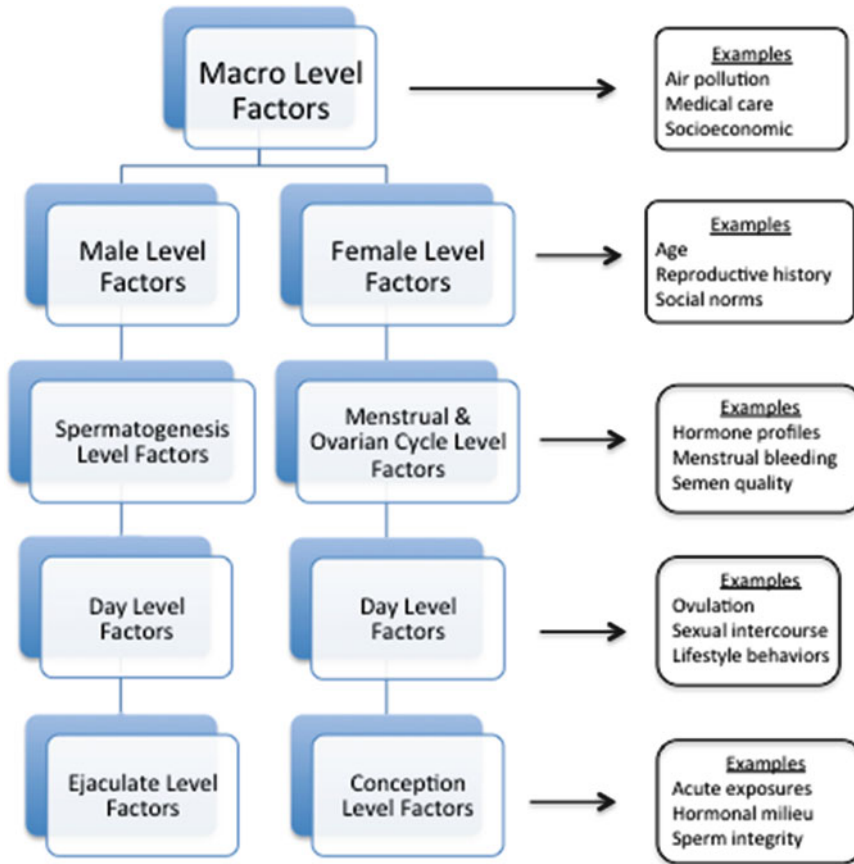 Macro Level
Factors
Examples
Air pollution
Medical care
Socioeconomic
Male Level
Factors
Female Level
Factors
Examples
Age
Reproductive history
Social norms
Spermatogenesis
Level Factors
Menstrual &
Ovarian Cycle Level
Factors
Examples
Hormone profiles
Menstrual bleeding
Semen quality
Day Level
Factors
Day Level
Factors
Examples
Ovulation
Sexual intercourse
Lifestyle behaviors
Ejaculate Level
Factors
Conception
Level Factors
Examples
Acute exposures
Hormonal milieu
Sperm integrity